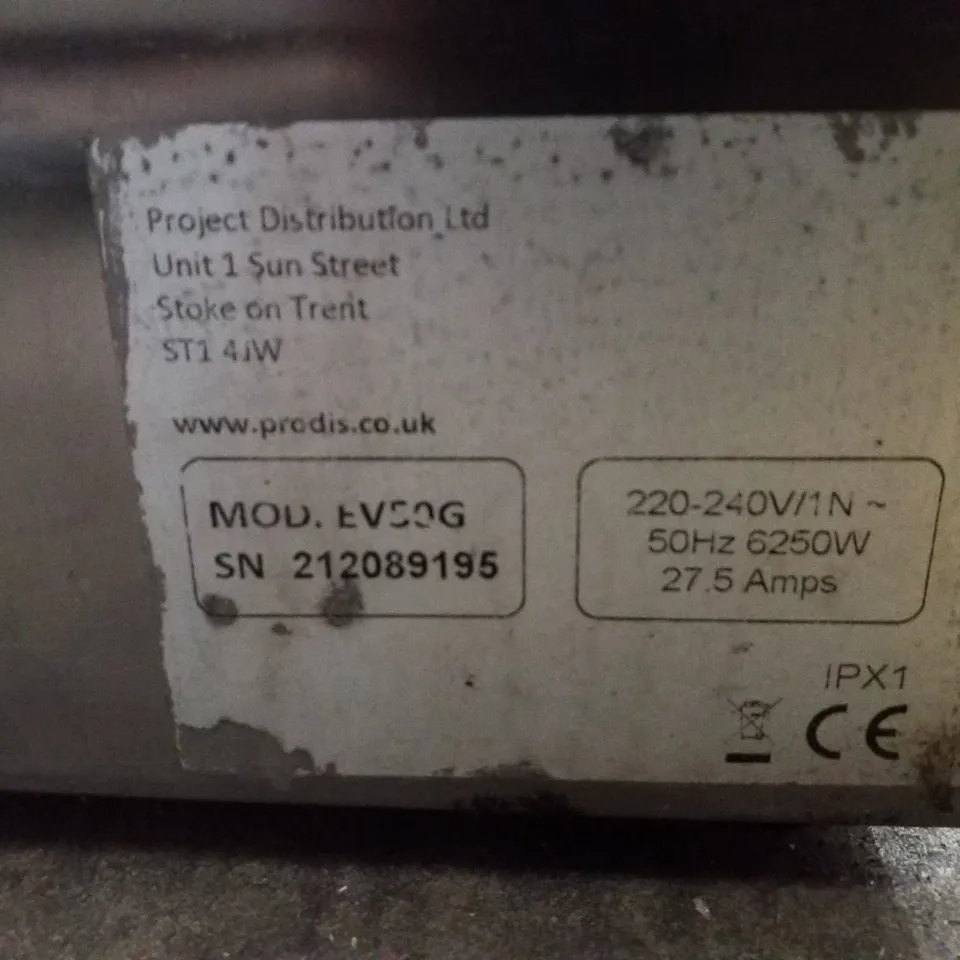 Project Distribution Ltd
Unit 1 Sun Street
Stoke on Trent
ST1 4JW
www.prodis.co.uk
MOD. EV50G
SN 212089195
220-240V/1N ~
50Hz 6250W
27.5 Amps
IPX1
CE